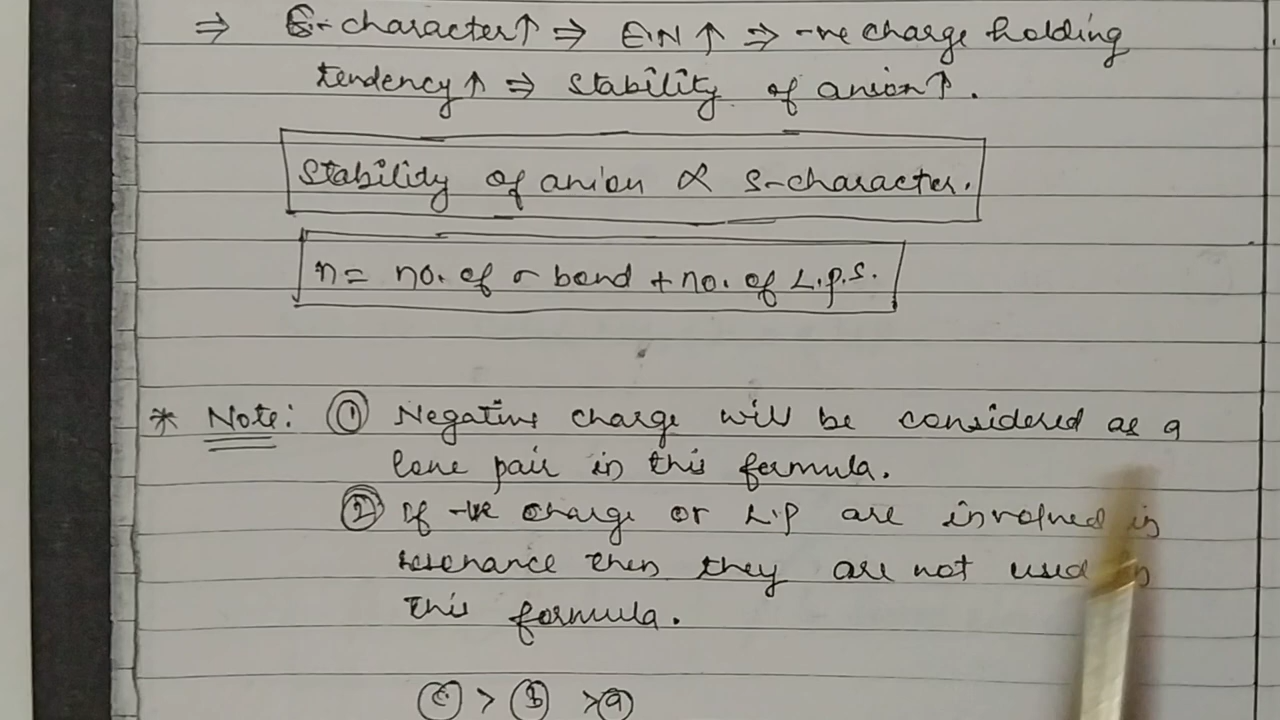 ⇒ S-character↑ ⇒ EN↑ ⇒ -ve charge holding
tendency↑ ⇒ stability of anion↑.
Stability of anion ∝ s-character.
n = no. of σ bond + no. of L.p.s.
* Note: ① Negative charge will be considered as a
lone pair in this formula.
② If -ve charge or L.P are involved in
resonance then they are not used in
this formula.
ⓒ > ⓑ > ⓐ